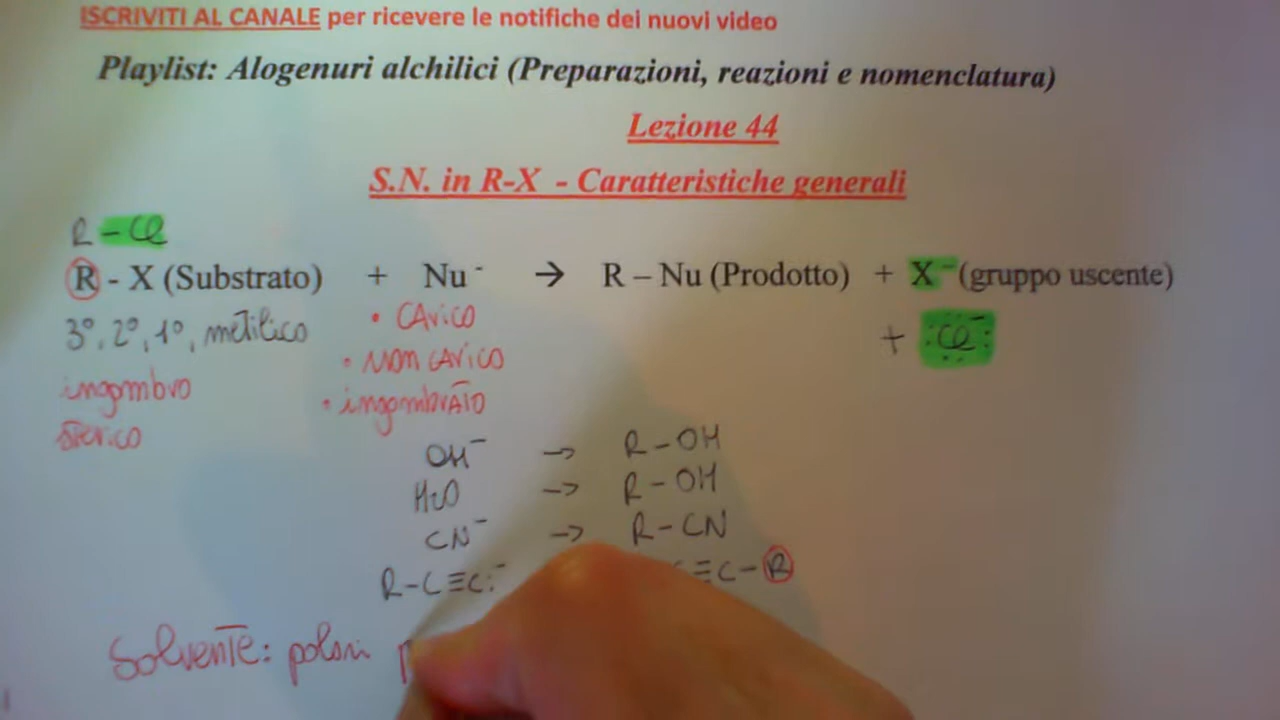 ISCRIVITI AL CANALE per ricevere le notifiche dei nuovi video
Playlist: Alogenuri alchilici (Preparazioni, reazioni e nomenclatura)
Lezione 44
S.N. in R-X - Caratteristiche generali
R - Cl
R - X (Substrato) + Nu⁻ → R – Nu (Prodotto) + X⁻ (gruppo uscente)
3°, 2°, 1°, metilico
• CARICO
+ :Cl:⁻
• NON CARICO
ingombro
• ingombrATO
sterico
OH⁻ → R-OH
H₂O → R-OH
CN⁻ → R-CN
R-C≡C:⁻ C≡C-R
Solvente: polari p